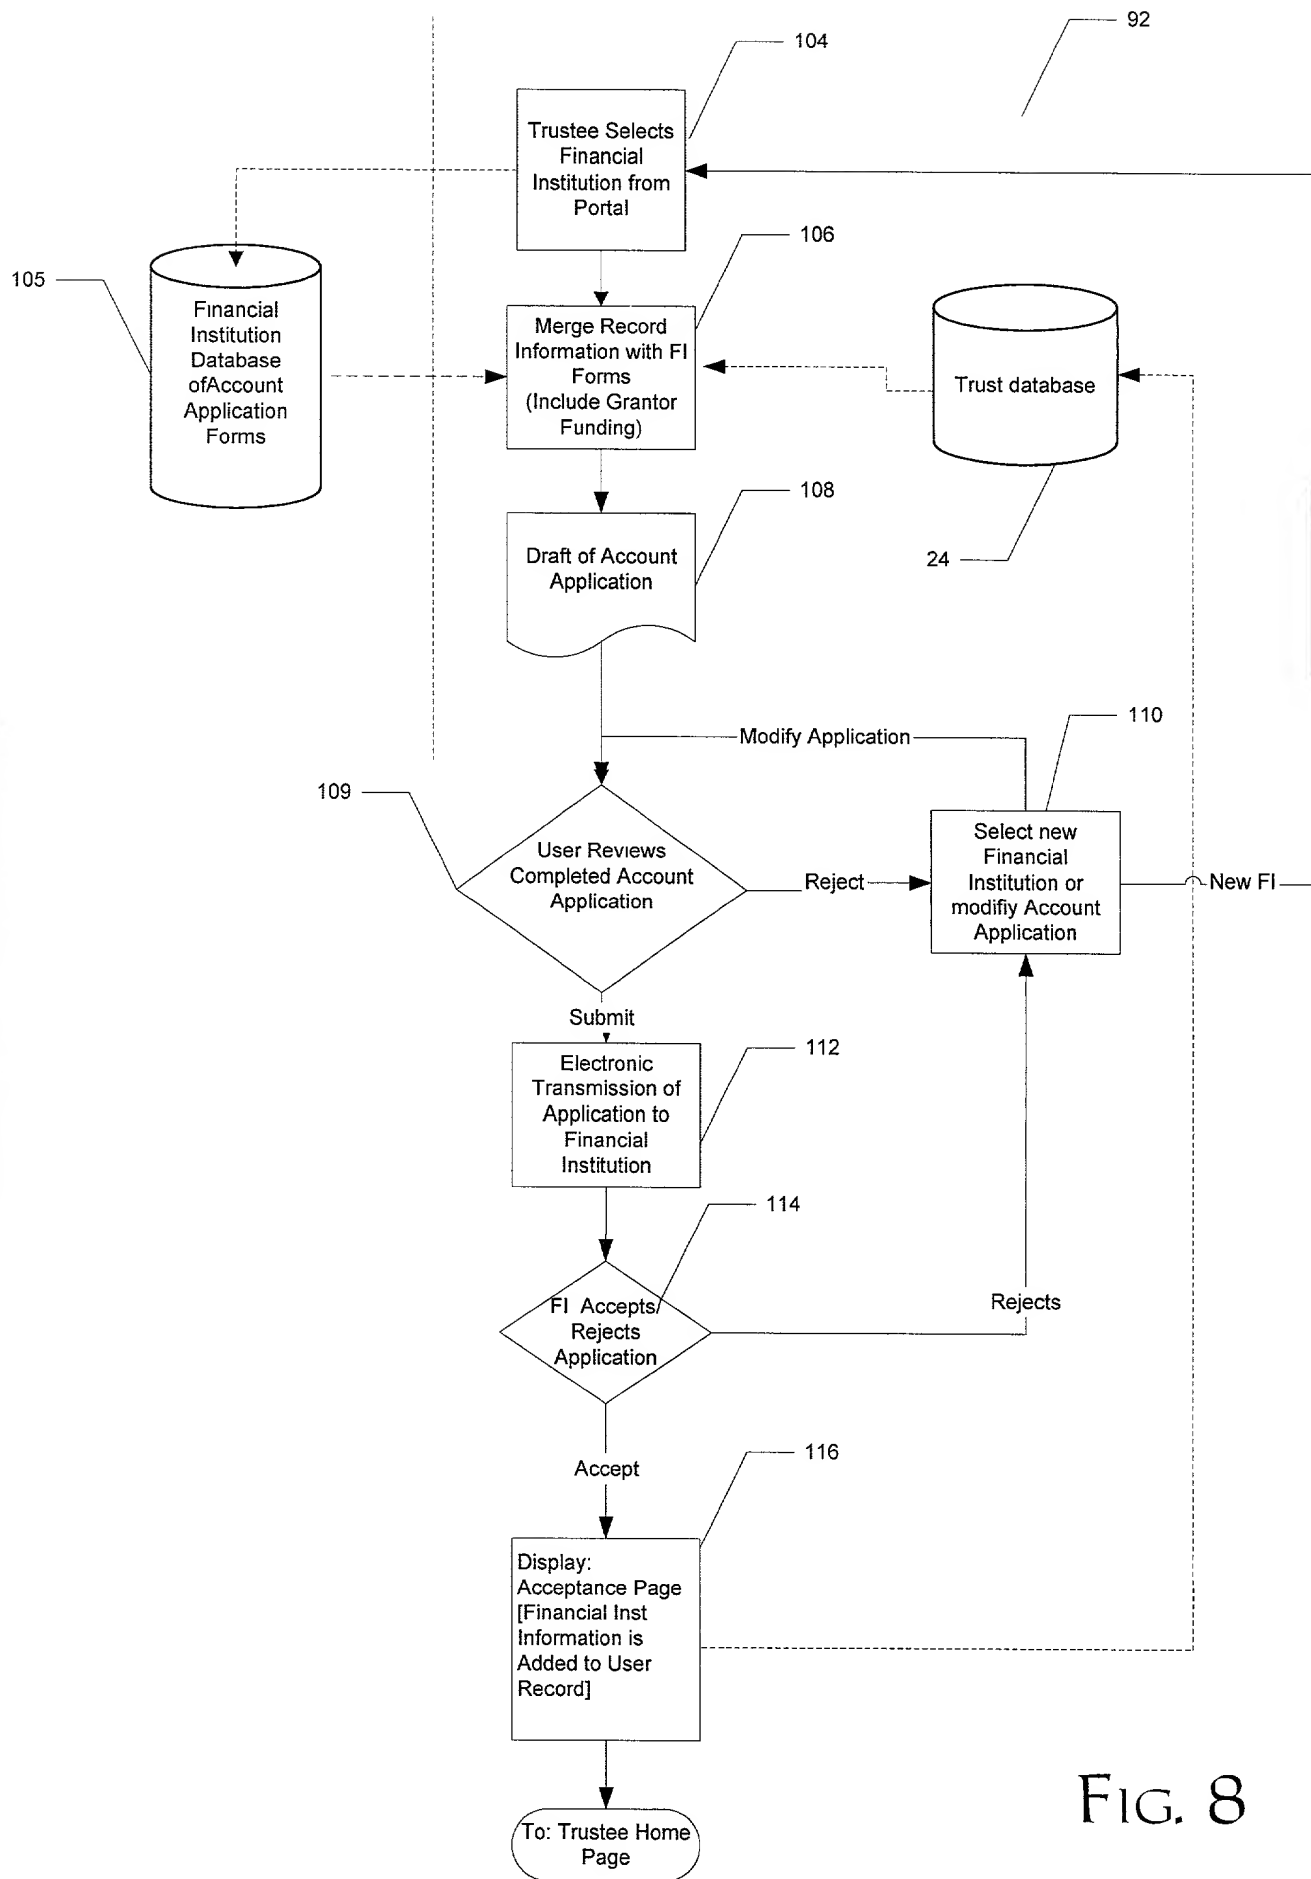 92
104
Trustee Selects
Financial
Institution from
Portal
106
105
Financial
Institution
Database
ofAccount
Application
Forms
Merge Record
Information with FI
Forms
(Include Grantor
Funding)
Trust database
108
24
Draft of Account
Application
110
Modify Application
109
User Reviews
Completed Account
Application
Reject
Select new
Financial
Institution or
modifiy Account
Application
New FI
Submit
112
Electronic
Transmission of
Application to
Financial
Institution
114
FI Accepts/
Rejects
Application
Rejects
Accept
116
Display:
Acceptance Page
[Financial Inst
Information is
Added to User
Record]
To: Trustee Home
Page
FIG. 8